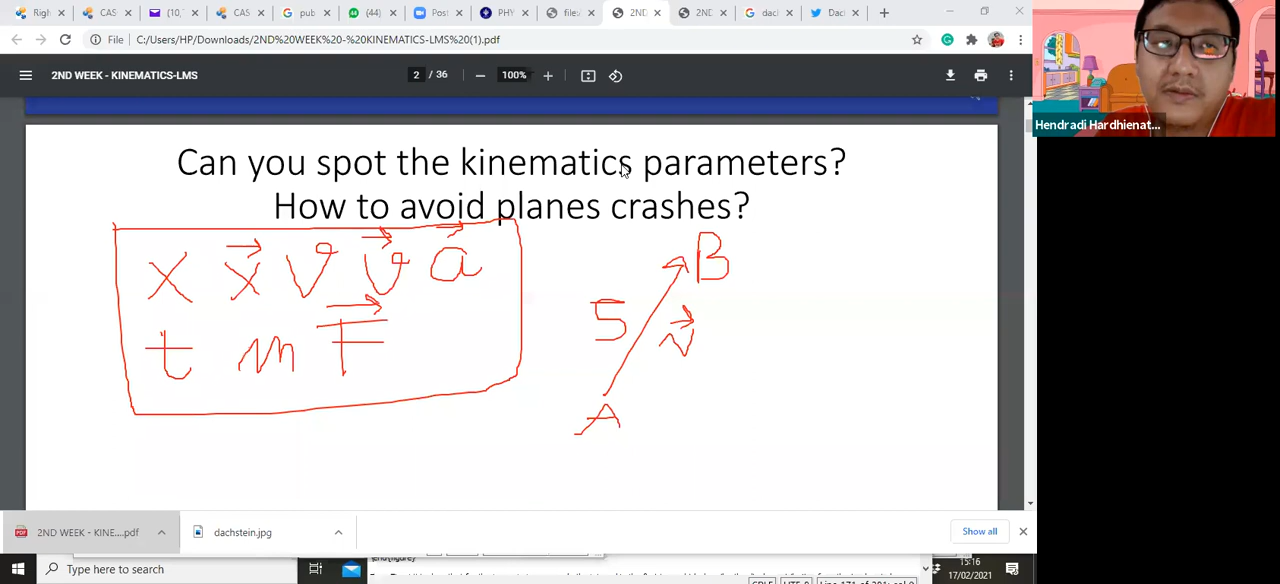 Righ
CAS
(10,
CAS
pub
(44)
Post
PHY
file
2ND
2ND
dac
Dac
File C:/Users/HP/Downloads/2ND%20WEEK%20-%20KINEMATICS-LMS%20(1).pdf
2ND WEEK - KINEMATICS-LMS 2 / 36 100%
Hendradi Hardhienat...
Can you spot the kinematics parameters?
How to avoid planes crashes?
x x⃗ v v⃗ a⃗
t m F⃗
B
5 v⃗
A
2ND WEEK - KINE....pdf dachstein.jpg Show all
Type here to search
15:16
17/02/2021